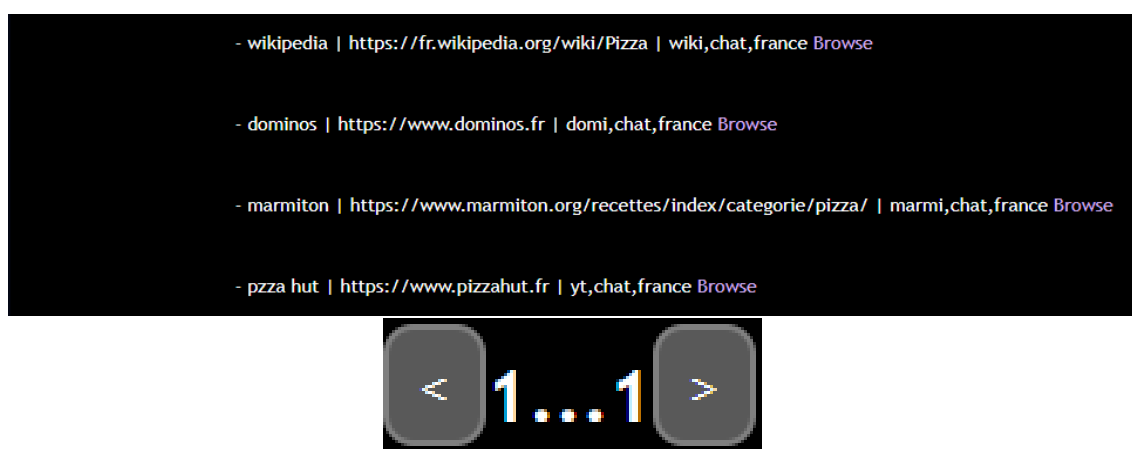 - wikipedia | https://fr.wikipedia.org/wiki/Pizza | wiki,chat,france Browse
- dominos | https://www.dominos.fr | domi,chat,france Browse
- marmiton | https://www.marmiton.org/recettes/index/categorie/pizza/ | marmi,chat,france Browse
- pzza hut | https://www.pizzahut.fr | yt,chat,france Browse
< 1...1 >